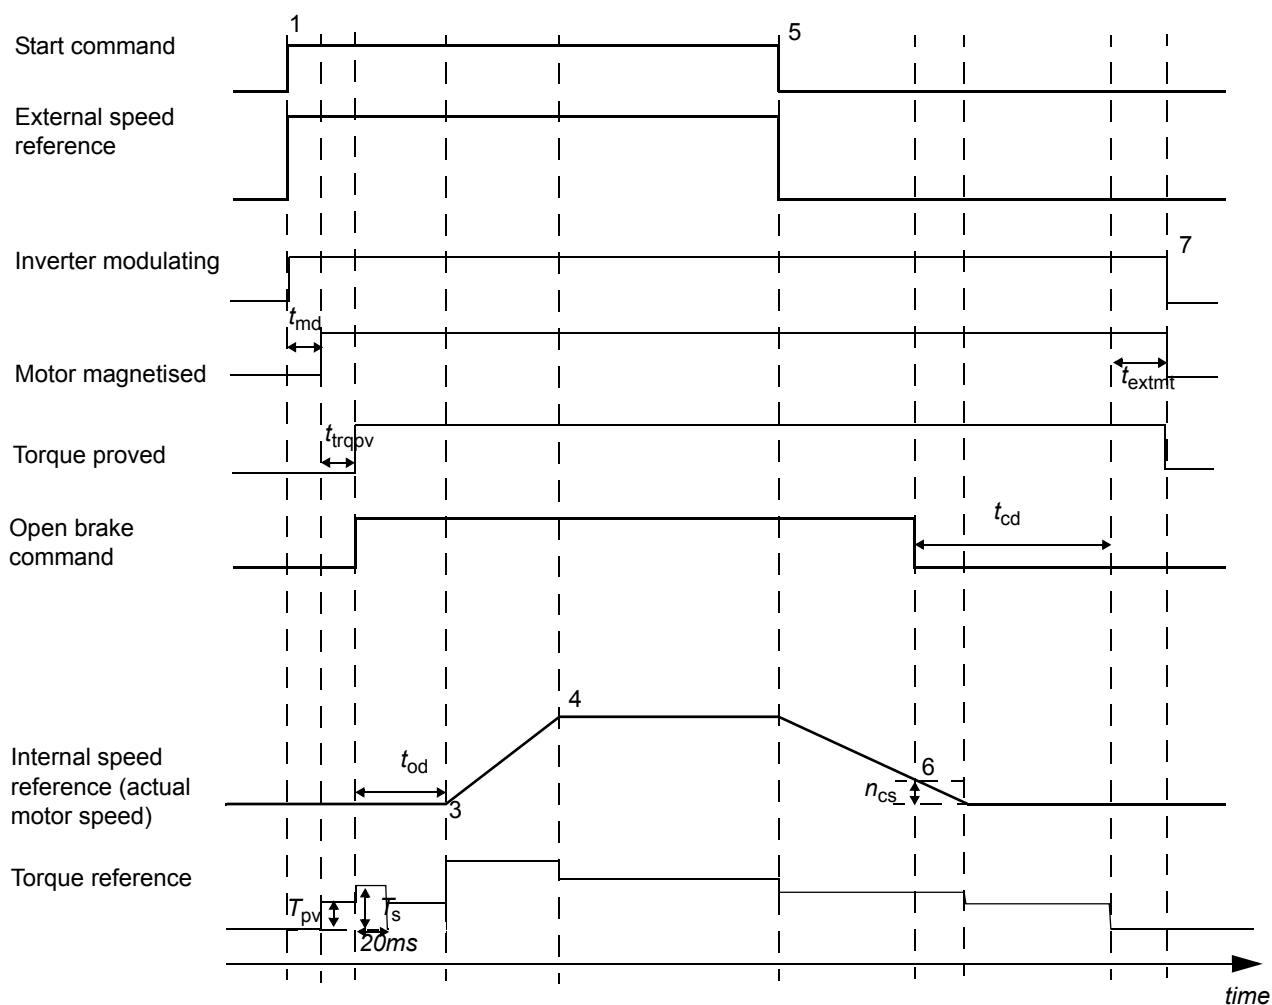 1
5
Start command
External speed
reference
7
Inverter modulating
tmd
Motor magnetised
textmt
ttrqpv
Torque proved
tcd
Open brake
command
4
Internal speed
reference (actual
motor speed)
tod
6
ncs
3
Torque reference
Tpv
Ts
20ms
time